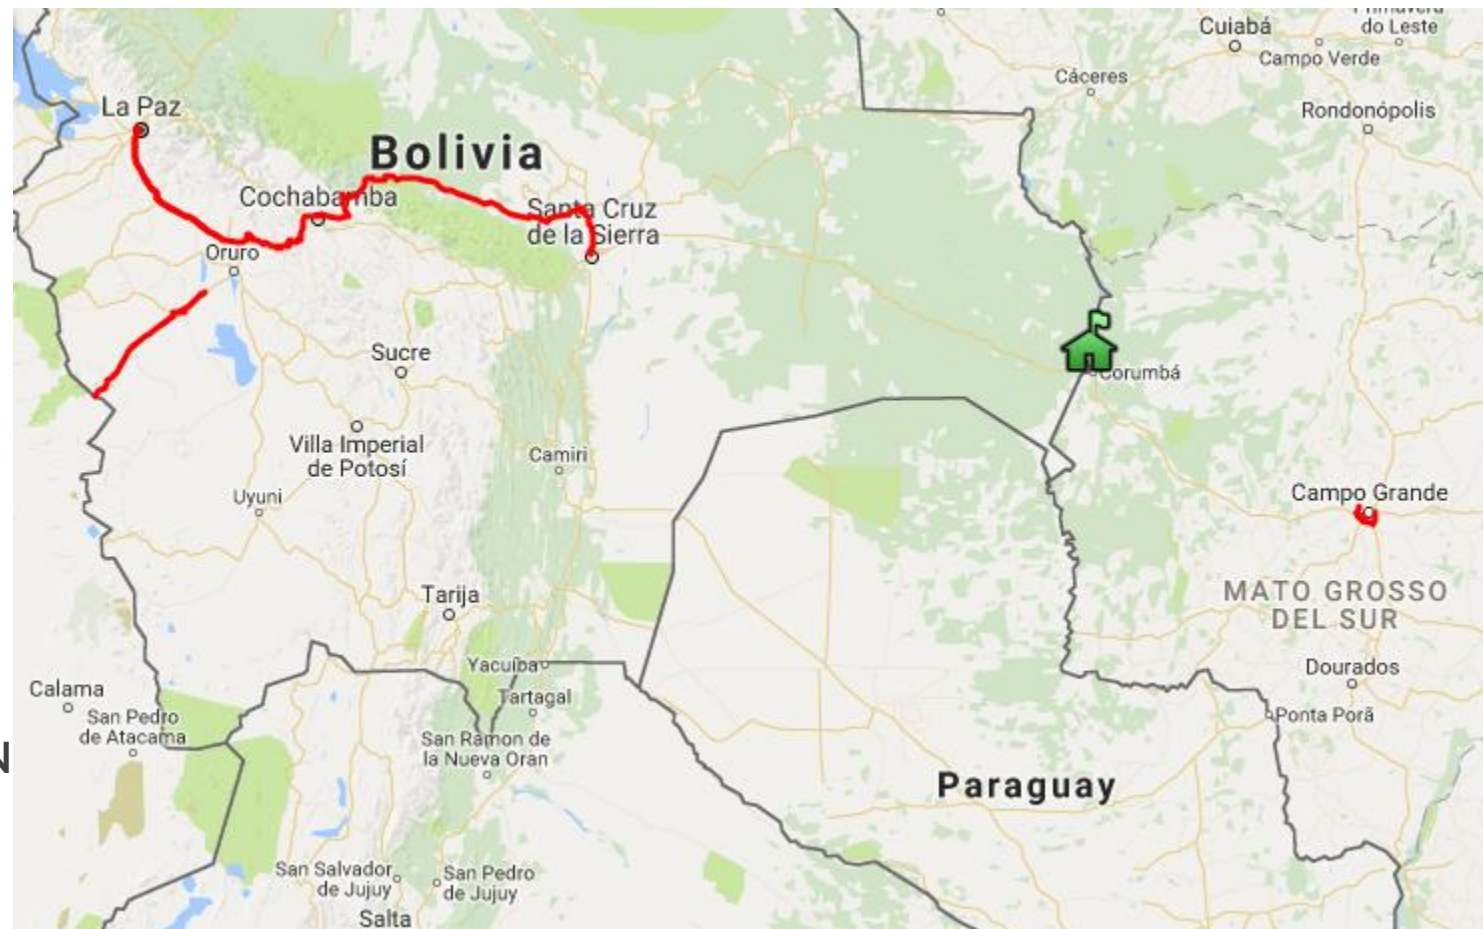 Primavera
do Leste
Cuiabá
Campo Verde
Cáceres
Rondonópolis
La Paz
Bolivia
Cochabamba
Santa Cruz
de la Sierra
Oruro
Sucre
Corumbá
Villa Imperial
de Potosí
Camiri
Uyuni
Campo Grande
MATO GROSSO
DEL SUR
Tarija
Yacuiba
Dourados
Calama
Tartagal
San Pedro
de Atacama
Ponta Porã
San Ramon de
la Nueva Oran
N
Paraguay
San Salvador
de Jujuy
San Pedro
de Jujuy
Salta